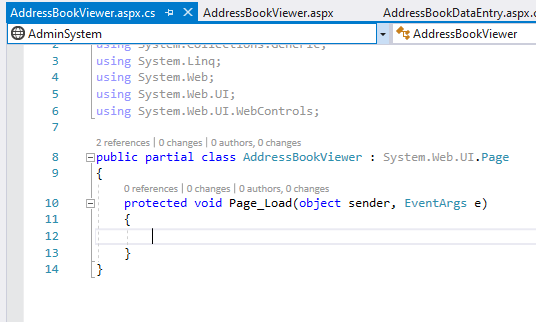 AddressBookViewer.aspx.cs AddressBookViewer.aspx AddressBookDataEntry.aspx.c
AdminSystem AddressBookViewer
2 using System.Collections.Generic;
3 using System.Linq;
4 using System.Web;
5 using System.Web.UI;
6 using System.Web.UI.WebControls;
7
2 references | 0 changes | 0 authors, 0 changes
8 public partial class AddressBookViewer : System.Web.UI.Page
9 {
0 references | 0 changes | 0 authors, 0 changes
10 protected void Page_Load(object sender, EventArgs e)
11 {
12
13 }
14 }